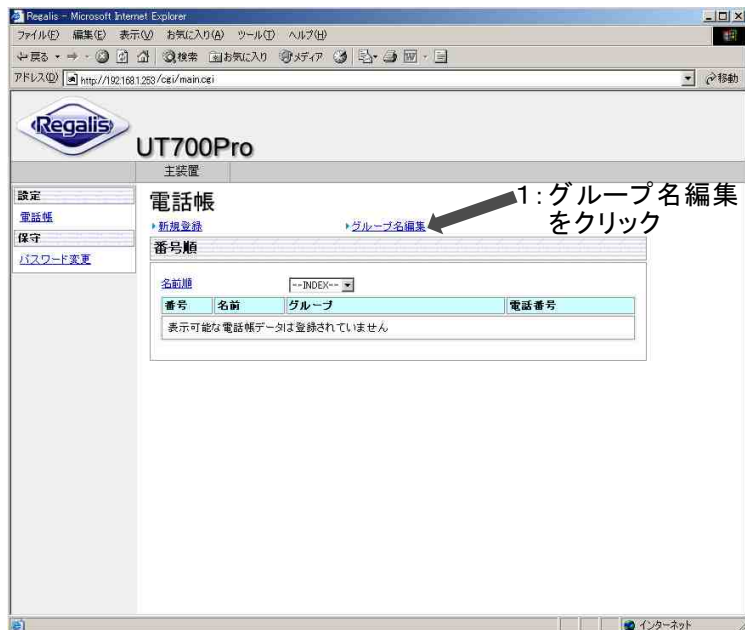 Regalis - Microsoft Internet Explorer
ファイル(F) 編集(E) 表示(V) お気に入り(A) ツール(T) ヘルプ(H)
戻る 検索 お気に入り メディア
アドレス(D) http://192.168.1.253/cgi/main.cgi 移動
Regalis
UT700Pro
主装置
設定
電話帳
保守
パスワード変更
電話帳
新規登録 グループ名編集
1:グループ名編集
をクリック
番号順
名前順 --INDEX--
番号 名前 グループ 電話番号
表示可能な電話帳データは登録されていません
インターネット